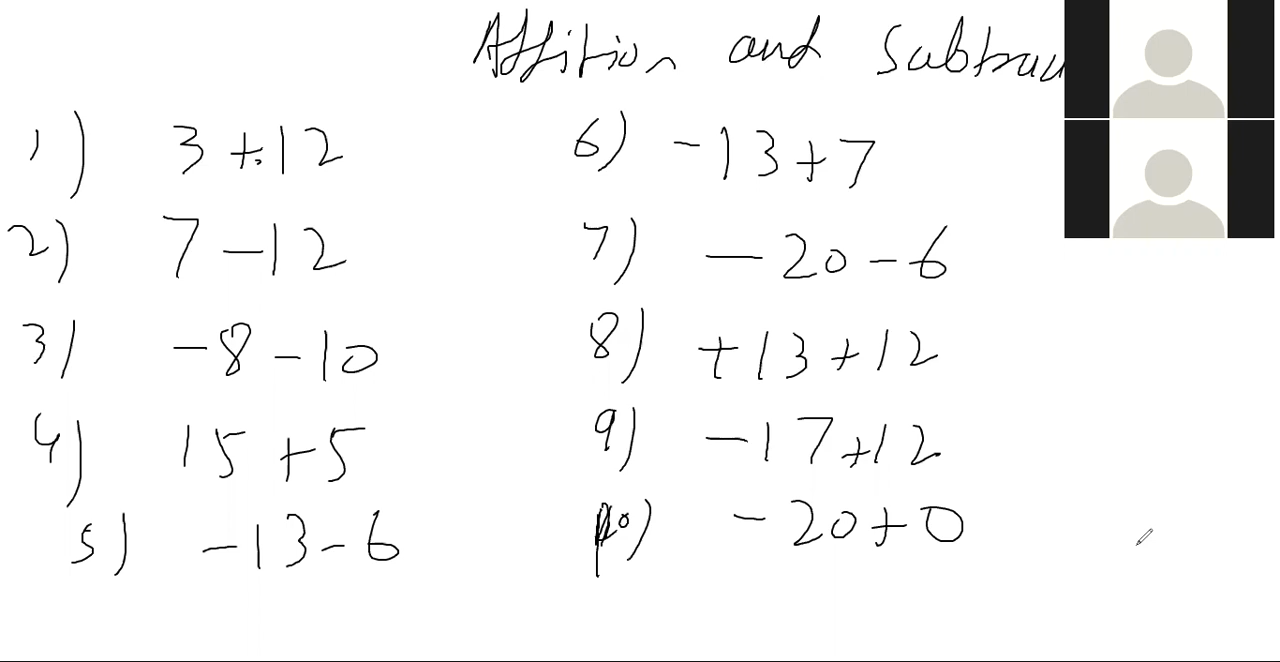 Affition and Subtrac
1) 3 + 12
2) 7 - 12
3) - 8 - 10
4) 15 + 5
5) - 13 - 6
6) - 13 + 7
7) - 20 - 6
8) + 13 + 12
9) - 17 + 12
10) - 20 + 0